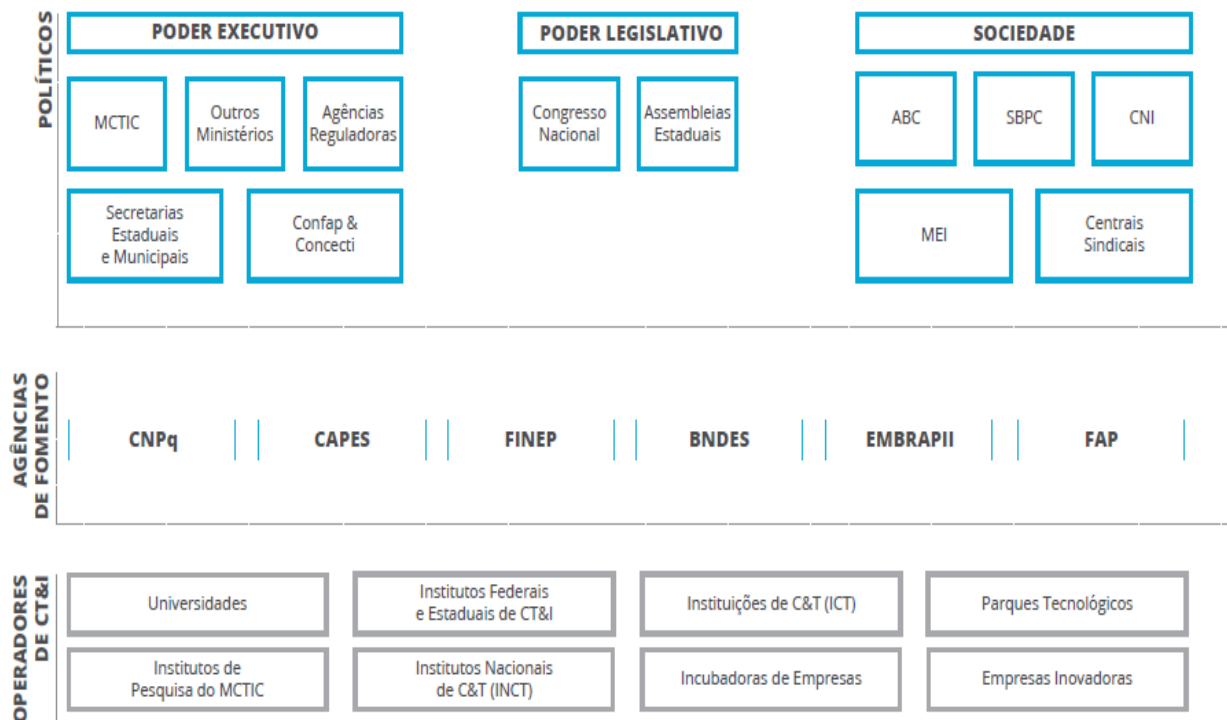 POLÍTICOS
PODER EXECUTIVO
PODER LEGISLATIVO
SOCIEDADE
MCTIC
Outros
Ministérios
Agências
Reguladoras
Congresso
Nacional
Assembleias
Estaduais
ABC
SBPC
CNI
Secretarias
Estaduais
e Municipais
Confap &
Concecti
MEI
Centrais
Sindicais
AGÊNCIAS
DE FOMENTO
CNPq
CAPES
FINEP
BNDES
EMBRAPII
FAP
OPERADORES
DE CT&I
Universidades
Institutos Federais
e Estaduais de CT&I
Instituições de C&T (ICT)
Parques Tecnológicos
Institutos de
Pesquisa do MCTIC
Institutos Nacionais
de C&T (INCT)
Incubadoras de Empresas
Empresas Inovadoras